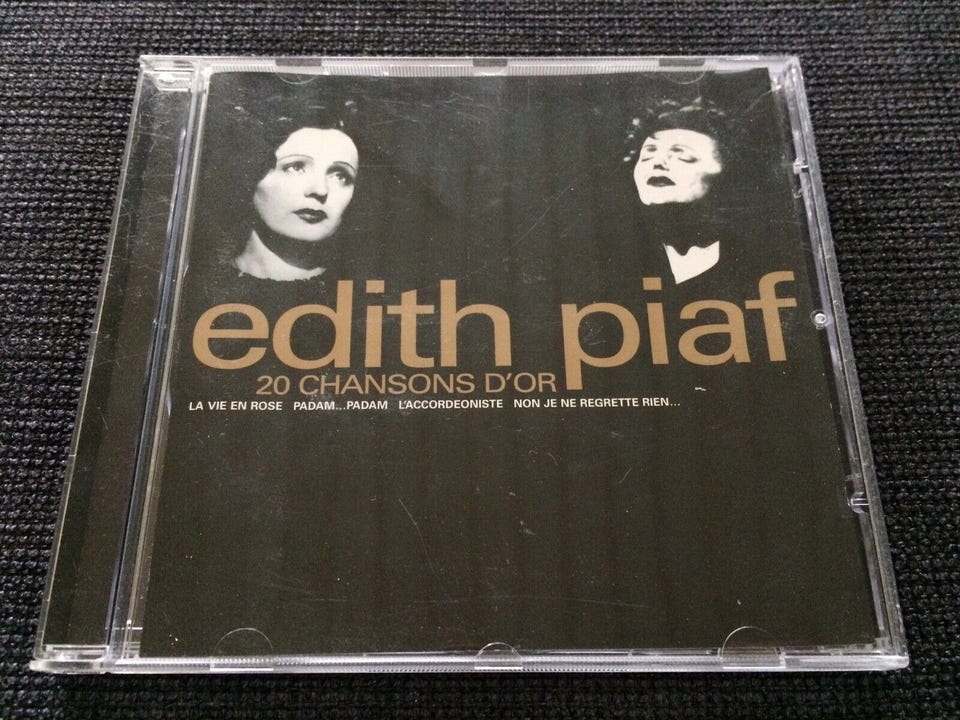 edith piaf
20 CHANSONS D'OR
LA VIE EN ROSE PADAM...PADAM L'ACCORDEONISTE NON JE NE REGRETTE RIEN...